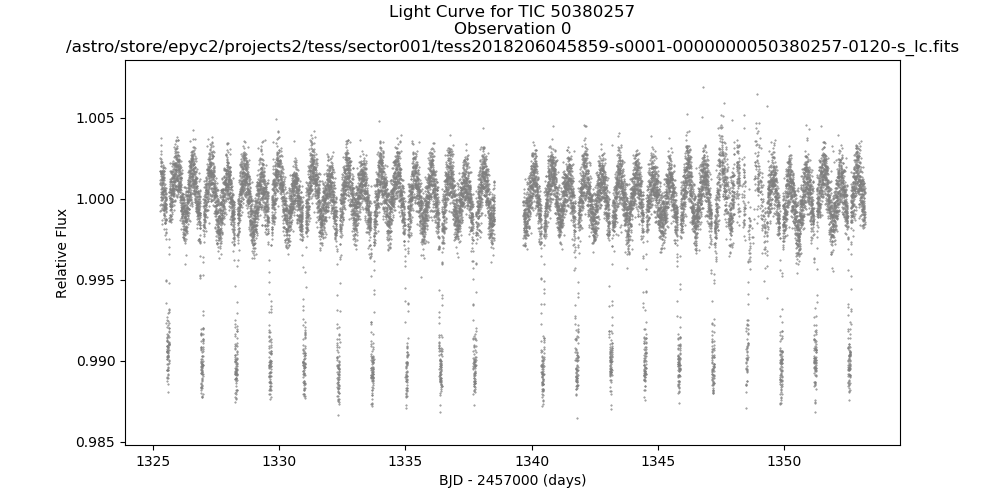 Light Curve for TIC 50380257
Observation 0
/astro/store/epyc2/projects2/tess/sector001/tess2018206045859-s0001-0000000050380257-0120-s_lc.fits
1.005
1.000
0.995
0.990
0.985
Relative Flux
1325
1330
1335
1340
1345
1350
BJD - 2457000 (days)